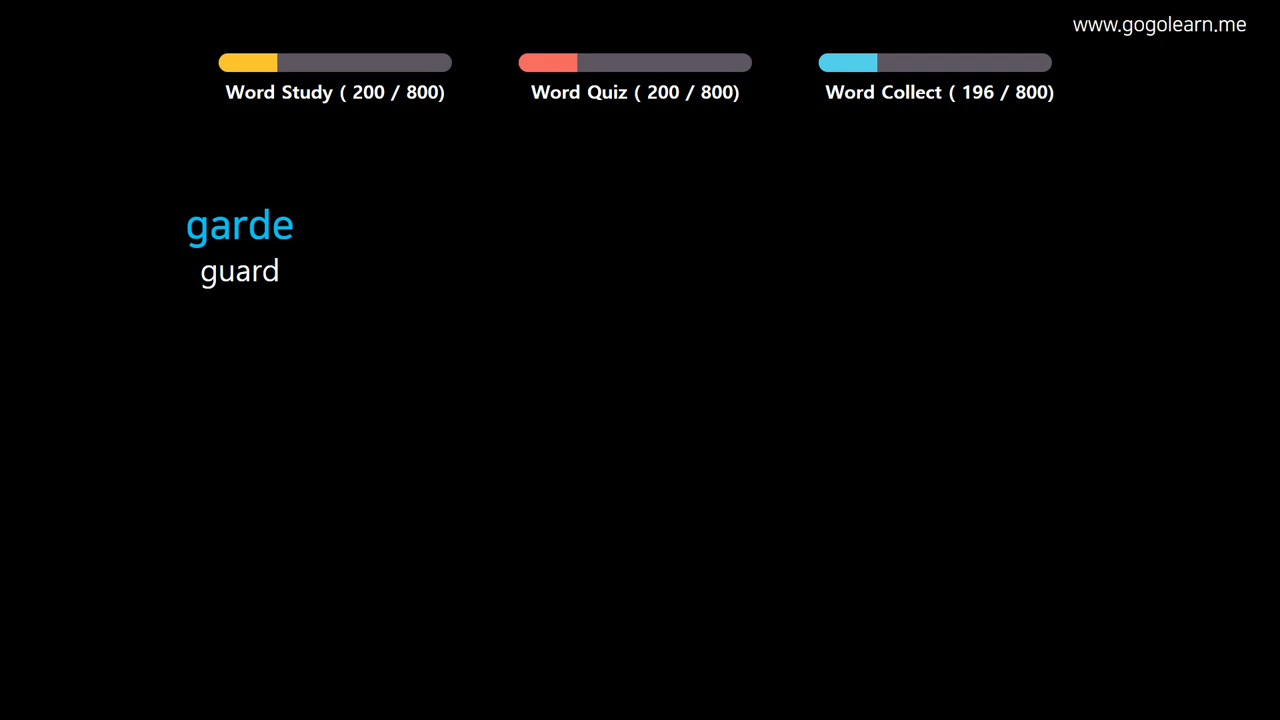 www.gogolearn.me
Word Study ( 200 / 800)
Word Quiz ( 200 / 800)
Word Collect ( 196 / 800)
garde
guard